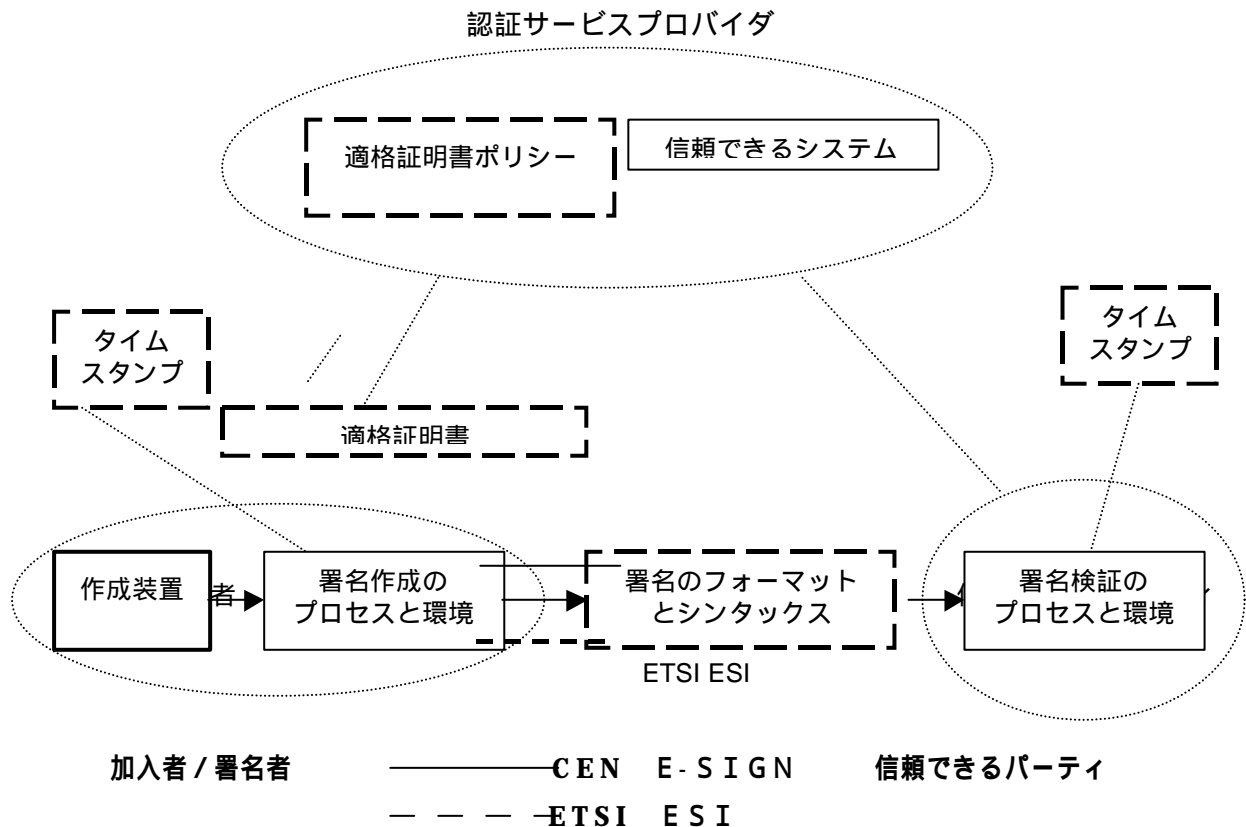 認証サービスプロバイダ
適格証明書ポリシー
信頼できるシステム
タイム
スタンプ
タイム
スタンプ
適格証明書
作成装置
者
署名作成の
プロセスと環境
署名のフォーマット
とシンタックス
署名検証の
プロセスと環境
ETSI ESI
加入者 / 署名者
CEN E-SIGN
信頼できるパーティ
ETSI ESI